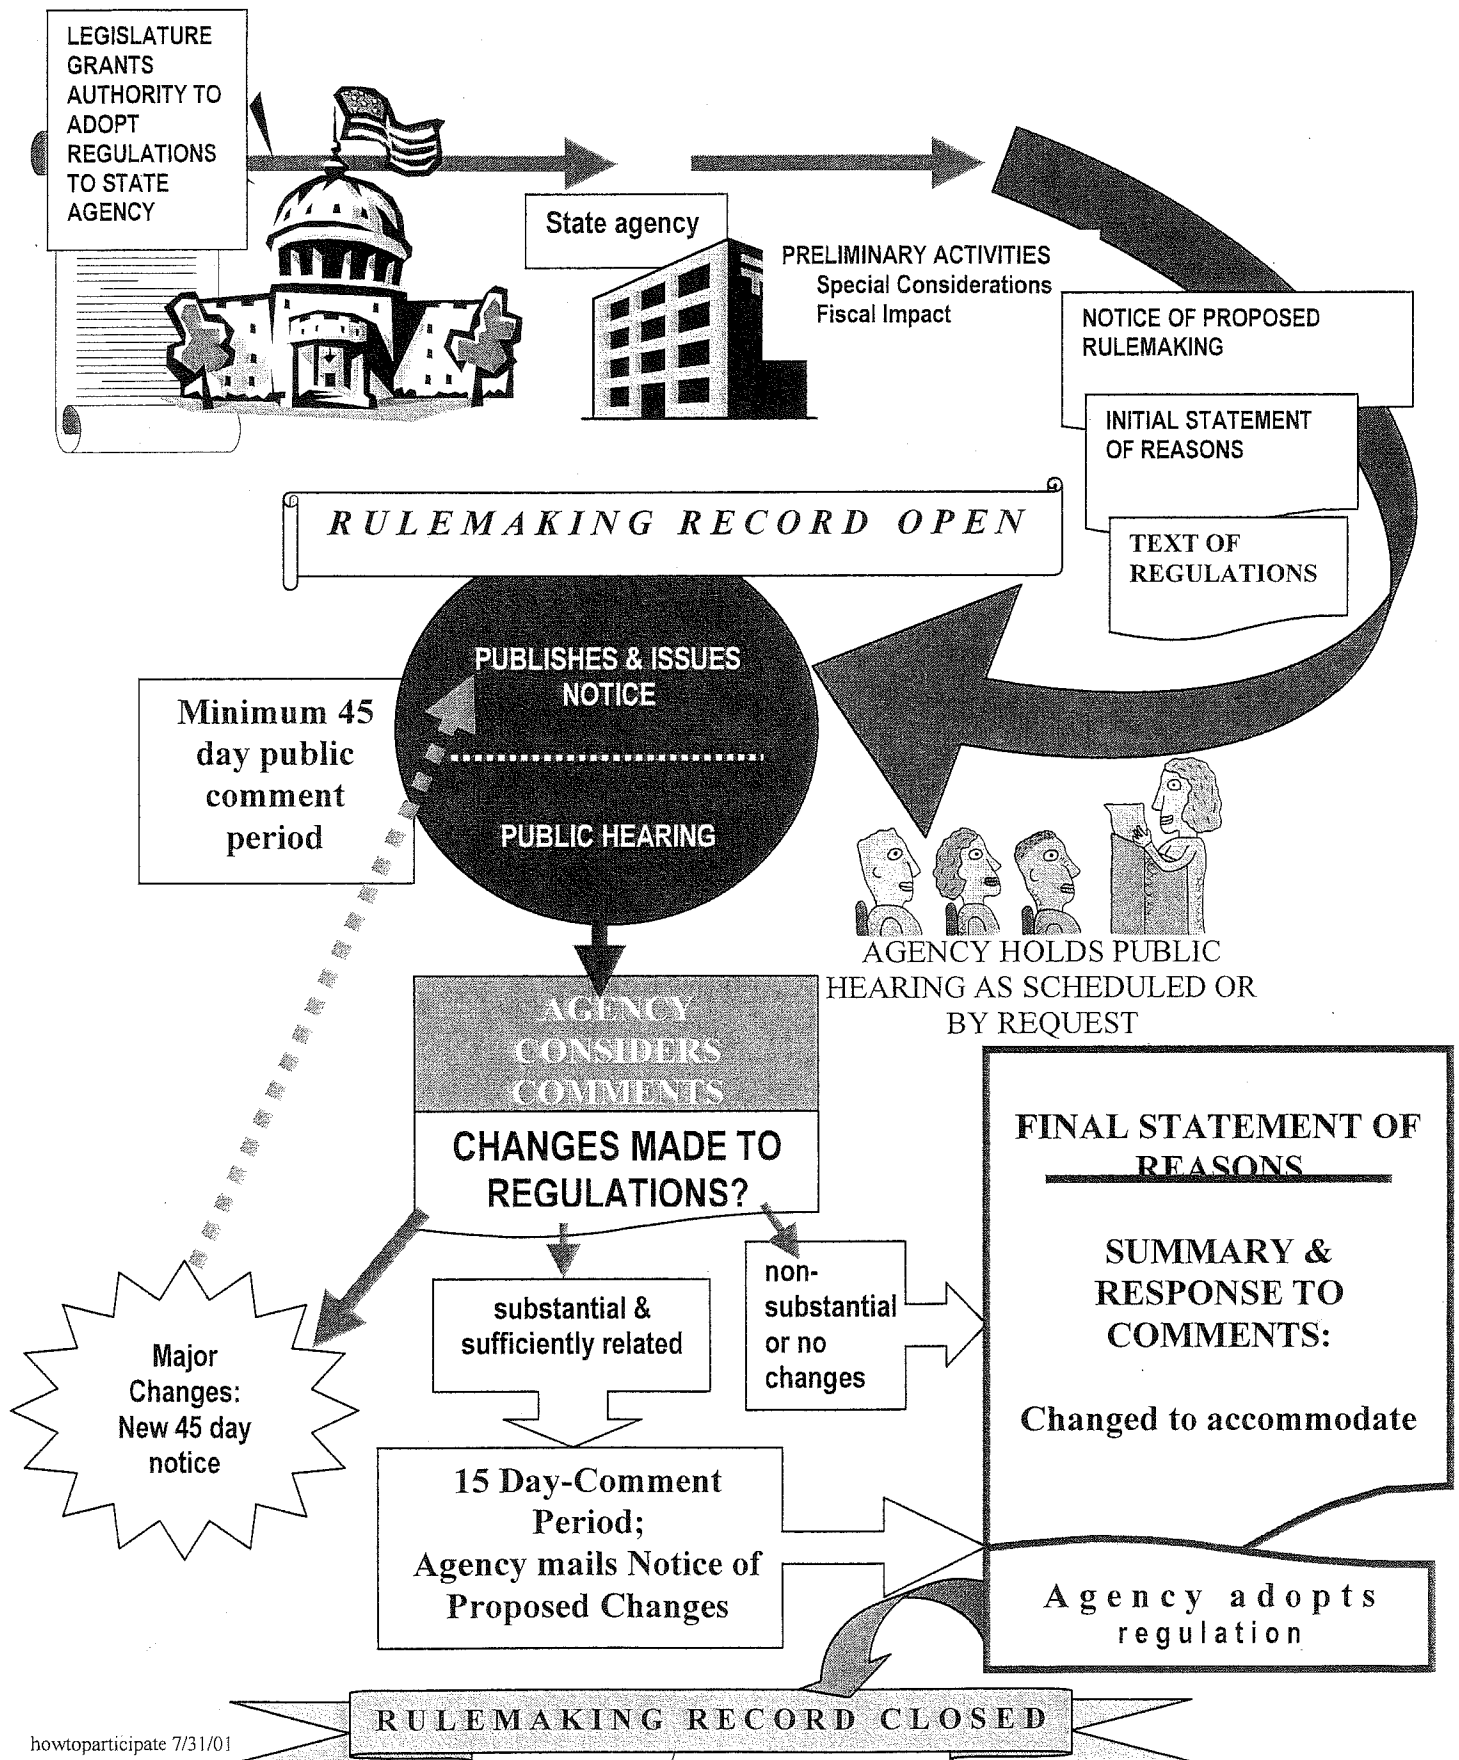 LEGISLATURE
GRANTS
AUTHORITY TO
ADOPT
REGULATIONS
TO STATE
AGENCY
State agency
PRELIMINARY ACTIVITIES
Special Considerations
Fiscal Impact
NOTICE OF PROPOSED
RULEMAKING
INITIAL STATEMENT
OF REASONS
TEXT OF
REGULATIONS
RULEMAKING RECORD OPEN
PUBLISHES & ISSUES
NOTICE
PUBLIC HEARING
Minimum 45
day public
comment
period
AGENCY HOLDS PUBLIC
HEARING AS SCHEDULED OR
BY REQUEST
AGENCY
CONSIDERS
COMMENTS
CHANGES MADE TO
REGULATIONS?
Major
Changes:
New 45 day
notice
substantial &
sufficiently related
non-
substantial
or no
changes
15 Day-Comment
Period;
Agency mails Notice of
Proposed Changes
FINAL STATEMENT OF
REASONS
SUMMARY &
RESPONSE TO
COMMENTS:
Changed to accommodate
Agency adopts
regulation
RULEMAKING RECORD CLOSED
howtoparticipate 7/31/01